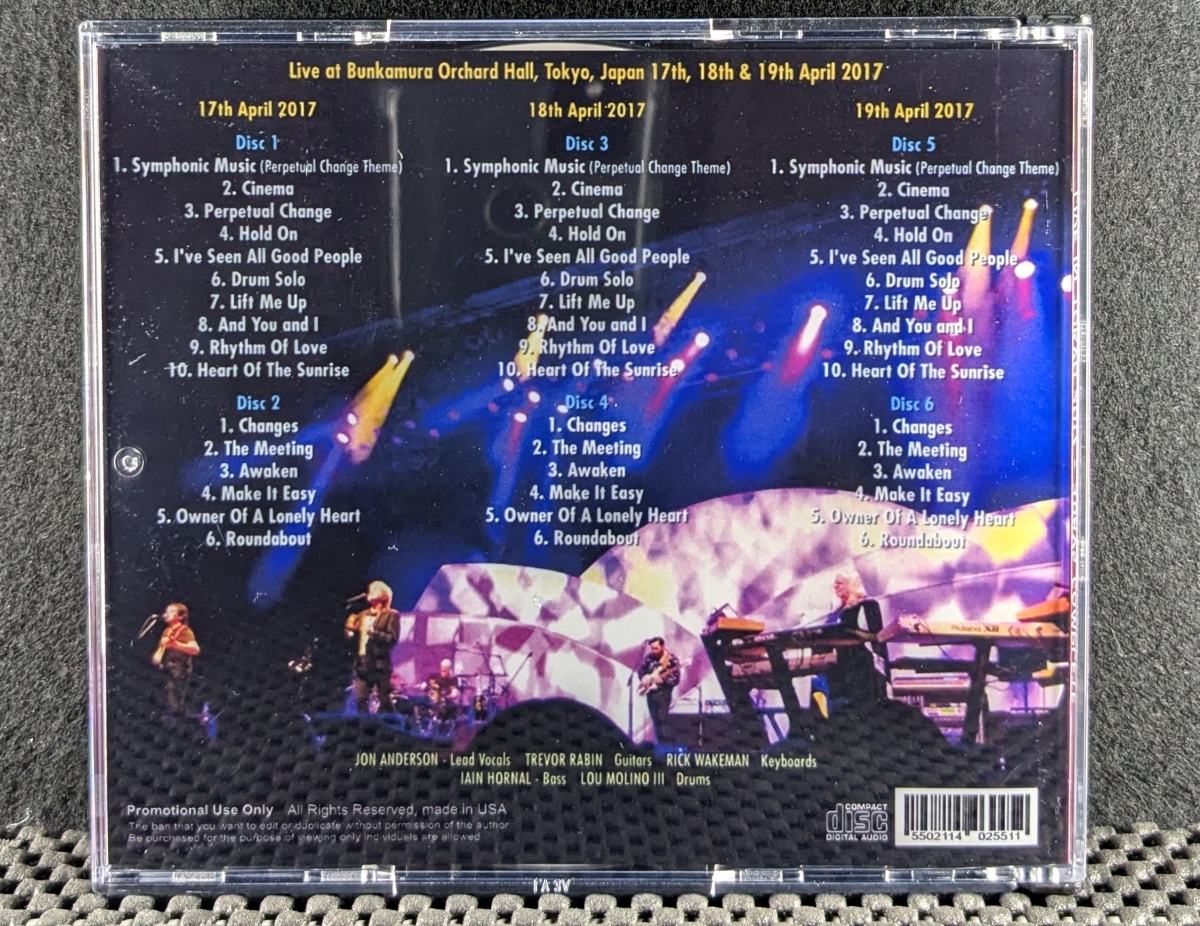 Live at Bunkamura Orchard Hall, Tokyo, Japan 17th, 18th & 19th April 2017
17th April 2017
Disc 1
1. Symphonic Music (Perpetual Change Theme)
2. Cinema
3. Perpetual Change
4. Hold On
5. I've Seen All Good People
6. Drum Solo
7. Lift Me Up
8. And You and I
9. Rhythm Of Love
10. Heart Of The Sunrise
Disc 2
1. Changes
2. The Meeting
3. Awaken
4. Make It Easy
5. Owner Of A Lonely Heart
6. Roundabout
18th April 2017
Disc 3
1. Symphonic Music (Perpetual Change Theme)
2. Cinema
3. Perpetual Change
4. Hold On
5. I've Seen All Good People
6. Drum Solo
7. Lift Me Up
8. And You and I
9. Rhythm Of Love
10. Heart Of The Sunrise
Disc 4
1. Changes
2. The Meeting
3. Awaken
4. Make It Easy
5. Owner Of A Lonely Heart
6. Roundabout
19th April 2017
Disc 5
1. Symphonic Music (Perpetual Change Theme)
2. Cinema
3. Perpetual Change
4. Hold On
5. I've Seen All Good People
6. Drum Solo
7. Lift Me Up
8. And You and I
9. Rhythm Of Love
10. Heart Of The Sunrise
Disc 6
1. Changes
2. The Meeting
3. Awaken
4. Make It Easy
5. Owner Of A Lonely Heart
6. Roundabout
Roland
JON ANDERSON - Lead Vocals TREVOR RABIN Guitars RICK WAKEMAN Keyboards
IAIN HORNAL - Bass LOU MOLINO III Drums
Promotional Use Only All Rights Reserved, made in USA
The ban that you want to edit or duplicate without permission of the author
Be purchased for the purpose of viewing only individuals are allowed
COMPACT
disc
DIGITAL AUDIO
5502114 025511